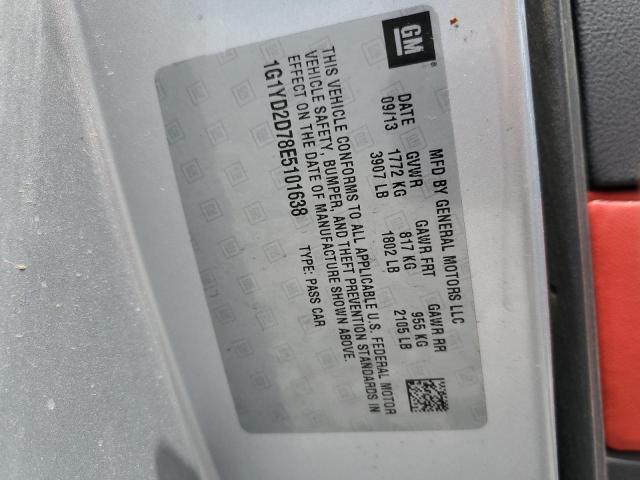 GM
MFD BY GENERAL MOTORS LLC
DATE GVWR GAWR FRT GAWR RR
09/13 1772 KG 817 KG 955 KG
3907 LB 1802 LB 2105 LB
THIS VEHICLE CONFORMS TO ALL APPLICABLE U.S. FEDERAL MOTOR
VEHICLE SAFETY, BUMPER, AND THEFT PREVENTION STANDARDS IN
EFFECT ON THE DATE OF MANUFACTURE SHOWN ABOVE.
1G1YD2D78E5101638 TYPE: PASS CAR